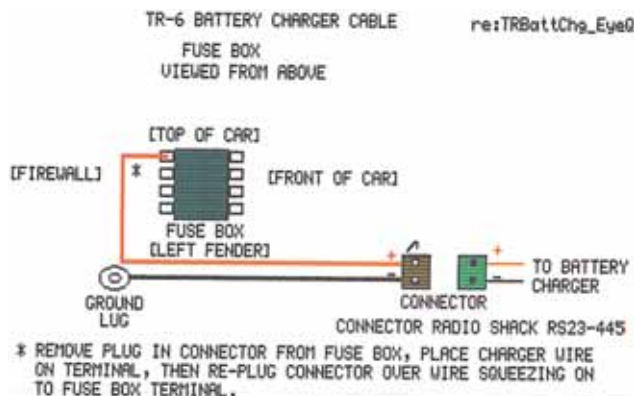 TR-6 BATTERY CHARGER CABLE
re:TRBattChg_EyeO
FUSE BOX
VIEWED FROM ABOVE
[TOP OF CAR]
[FIREWALL]
*
[FRONT OF CAR]
FUSE BOX
[LEFT FENDER]
+
+
-
-
TO BATTERY
CHARGER
GROUND
LUG
CONNECTOR
CONNECTOR RADIO SHACK RS23-445
* REMOVE PLUG IN CONNECTOR FROM FUSE BOX, PLACE CHARGER WIRE
ON TERMINAL, THEN RE-PLUG CONNECTOR OVER WIRE SQUEEZING ON
TO FUSE BOX TERMINAL.